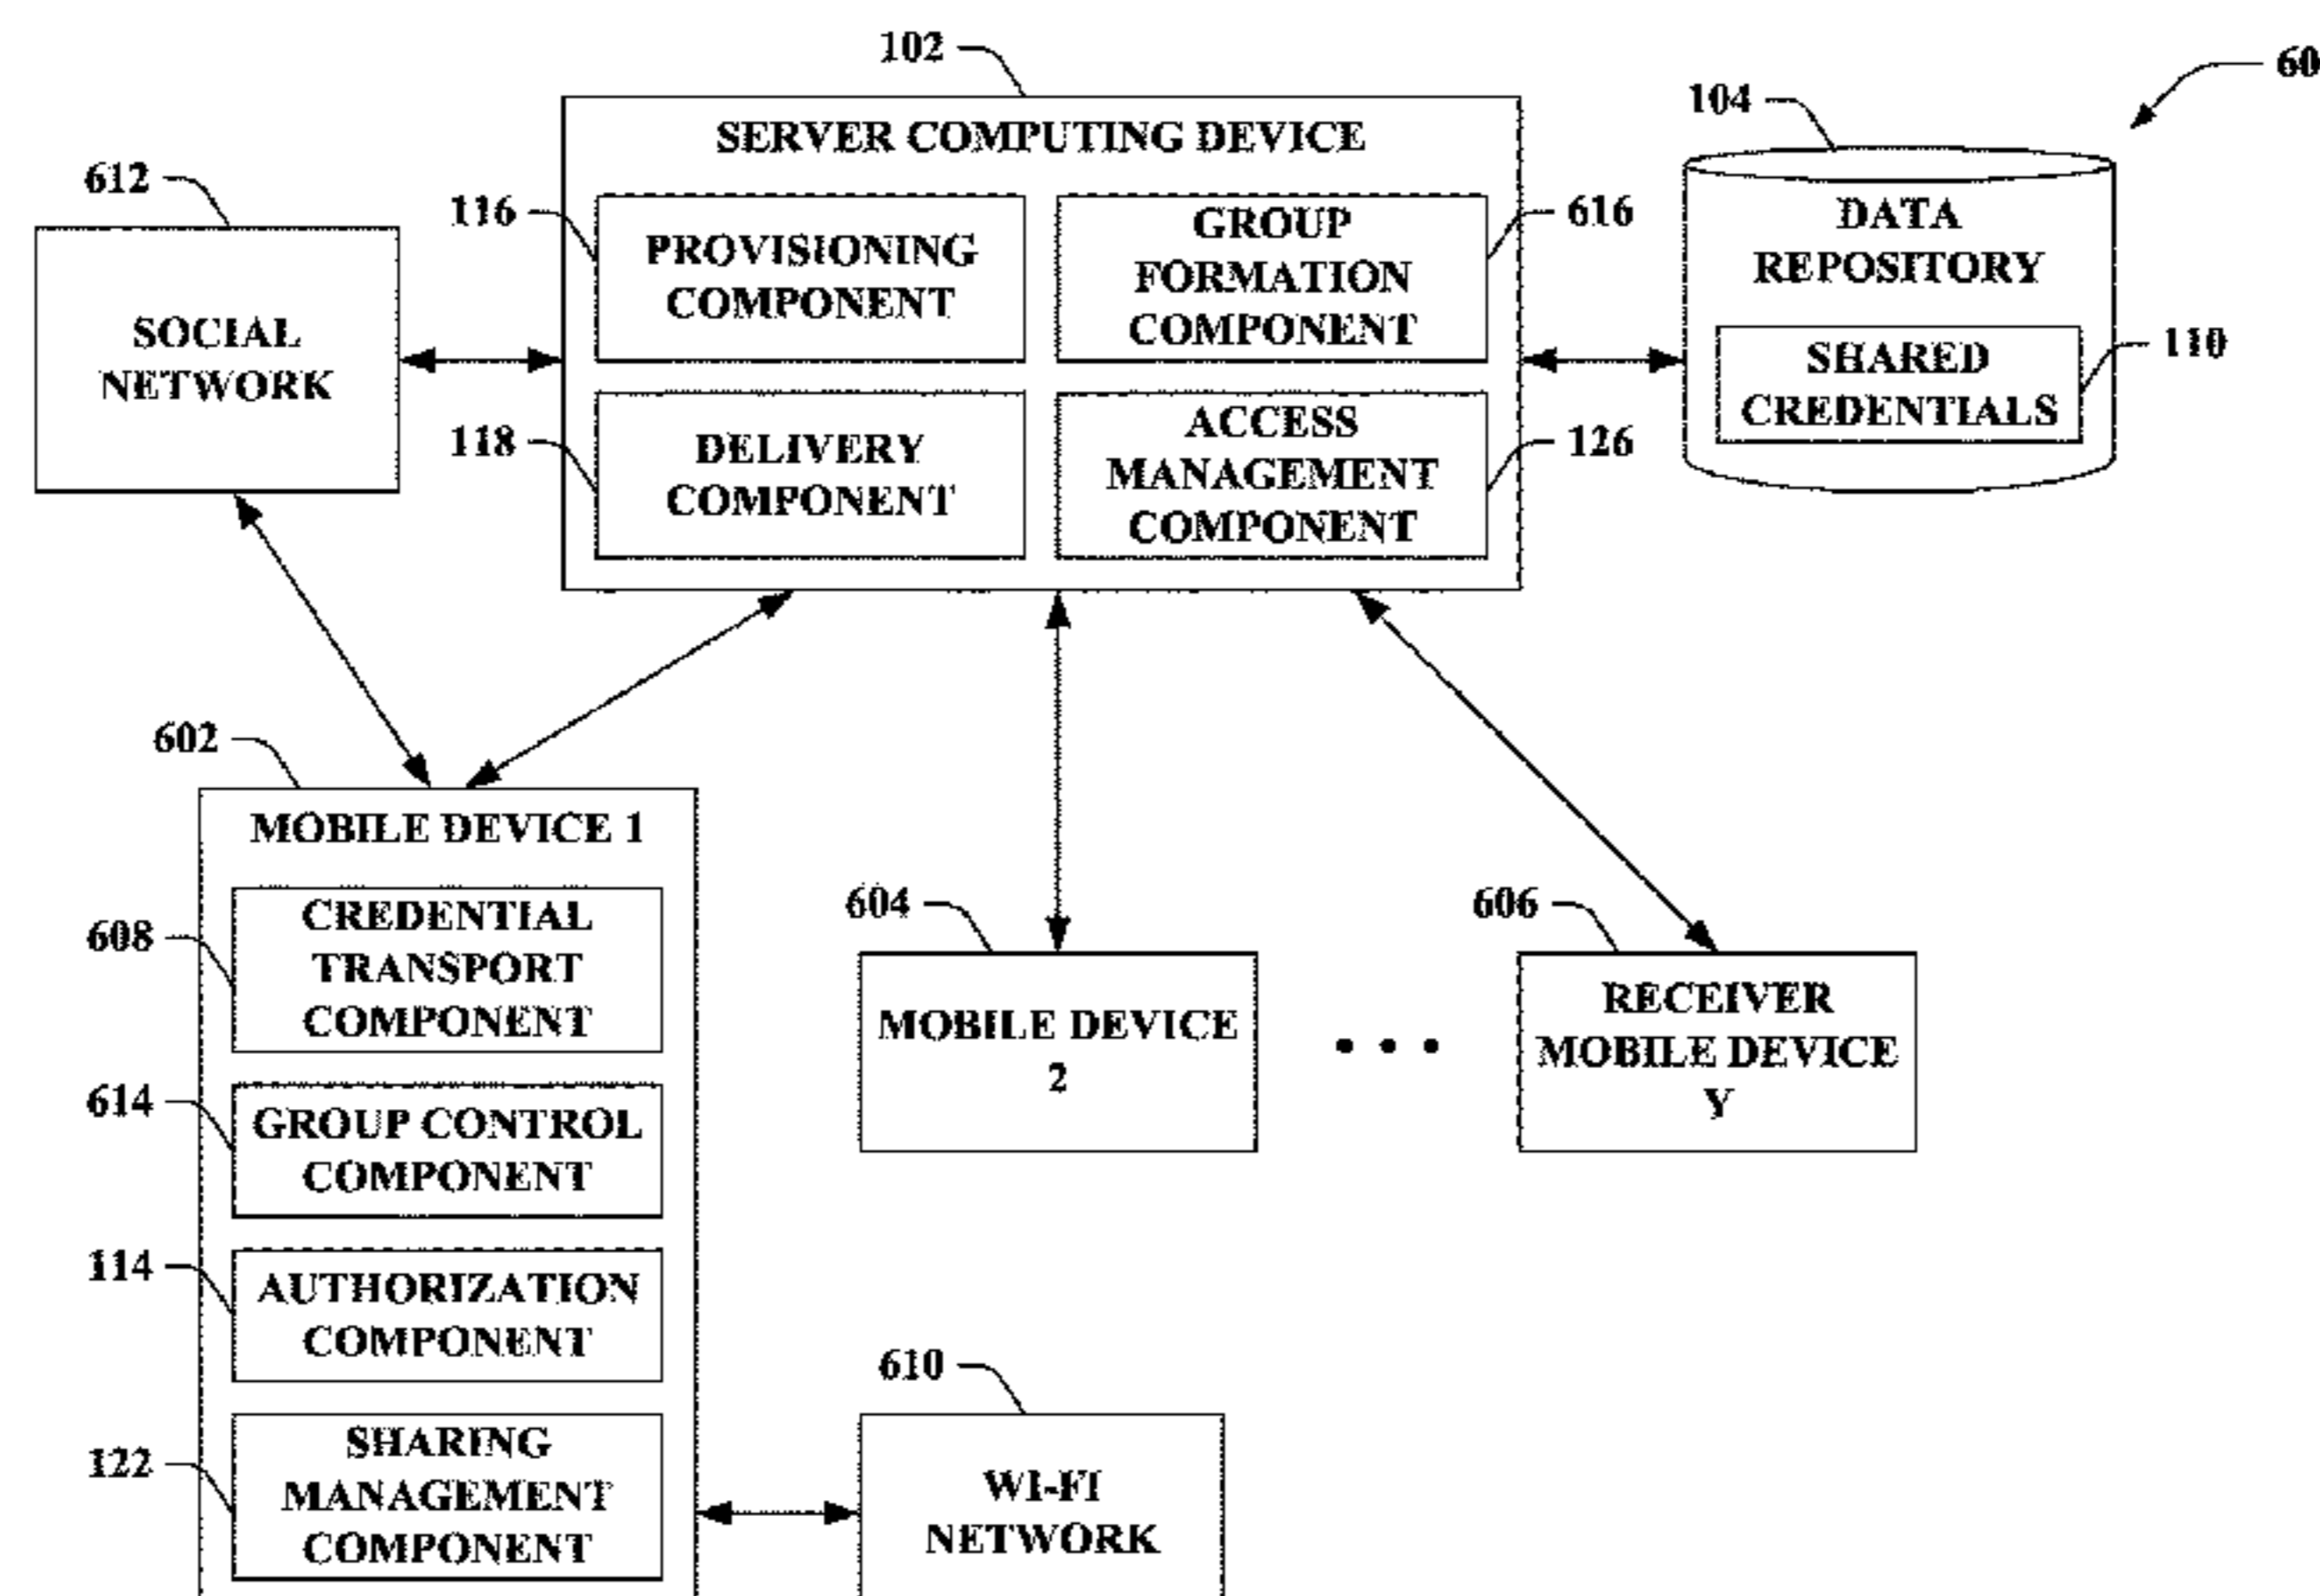 102
60
104
SERVER COMPUTING DEVICE
612
116
PROVISIONING
COMPONENT
GROUP
FORMATION
COMPONENT
616
DATA
REPOSITORY
SOCIAL
NETWORK
SHARED
CREDENTIALS
110
118
DELIVERY
COMPONENT
ACCESS
MANAGEMENT
COMPONENT
126
602
MOBILE DEVICE 1
608
CREDENTIAL
TRANSPORT
COMPONENT
604
MOBILE DEVICE
2
• • •
606
RECEIVER
MOBILE DEVICE
Y
614
GROUP CONTROL
COMPONENT
114
AUTHORIZATION
COMPONENT
610
122
SHARING
MANAGEMENT
COMPONENT
WI-FI
NETWORK